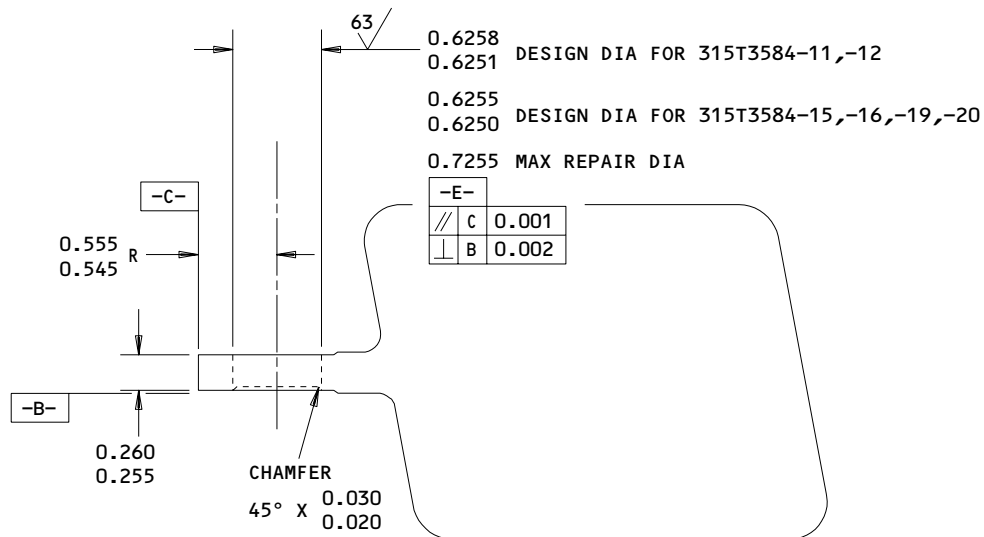 63
0.6258
0.6251 DESIGN DIA FOR 315T3584-11,-12
0.6255
0.6250 DESIGN DIA FOR 315T3584-15,-16,-19,-20
0.7255 MAX REPAIR DIA
-C-
-E-
// C 0.001
⊥ B 0.002
0.555
0.545 R
-B-
0.260
0.255
CHAMFER
45° X 0.030
0.020